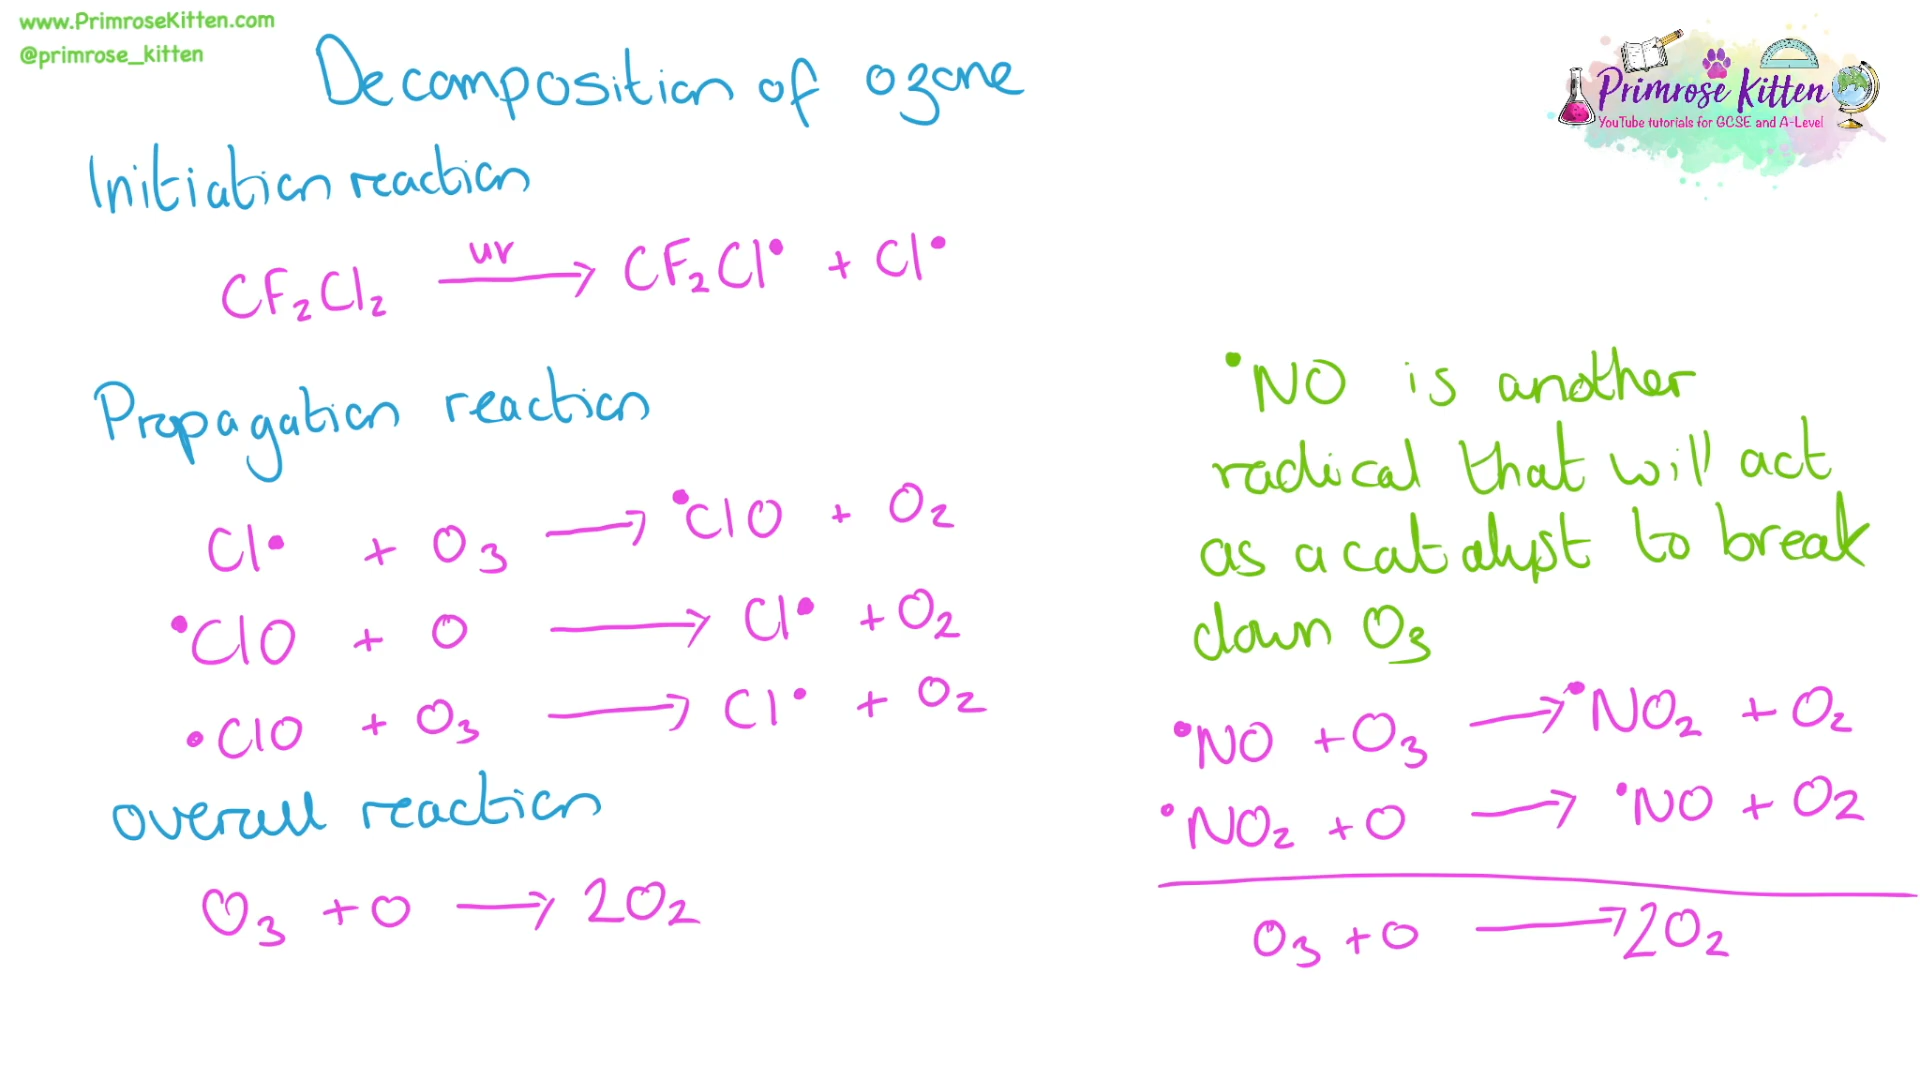 www.PrimroseKitten.com
@primrose_kitten
Decomposition of ozone
Primrose Kitten
YouTube tutorials for GCSE and A-Level
Initiation reaction
CF₂Cl₂ →uv CF₂Cl• + Cl•
Propagation reaction
Cl• + O₃ → •ClO + O₂
•ClO + O → Cl• + O₂
•ClO + O₃ → Cl• + O₂
overall reaction
O₃ + O → 2O₂
•NO is another
radical that will act
as a catalyst to break
down O₃
•NO + O₃ → •NO₂ + O₂
•NO₂ + O → •NO + O₂
O₃ + O → 2O₂